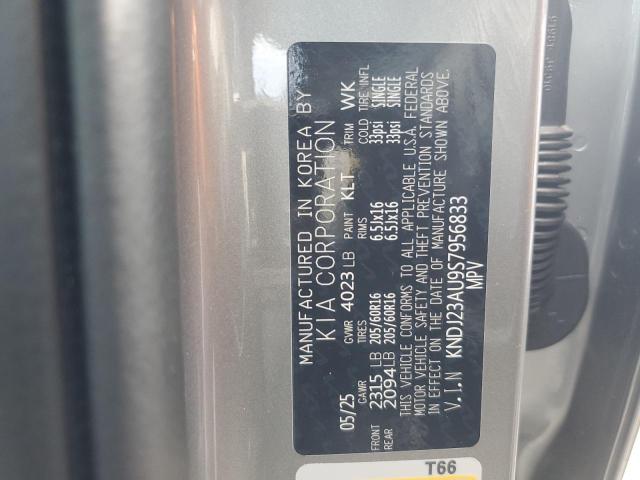 MANUFACTURED IN KOREA BY
KIA CORPORATION
05/25 GVWR 4023 LB PAINT KLT TRIM WK
GAWR TIRES RIMS COLD TIRE INFL
FRONT 2315 LB 205/60R16 6.5Jx16 33psi SINGLE
REAR 2094 LB 205/60R16 6.5Jx16 33psi SINGLE
THIS VEHICLE CONFORMS TO ALL APPLICABLE U.S.A. FEDERAL
MOTOR VEHICLE SAFETY AND THEFT PREVENTION STANDARDS
IN EFFECT ON THE DATE OF MANUFACTURE SHOWN ABOVE.
V.I.N KNDJ23AU9S7956833
MPV
T66